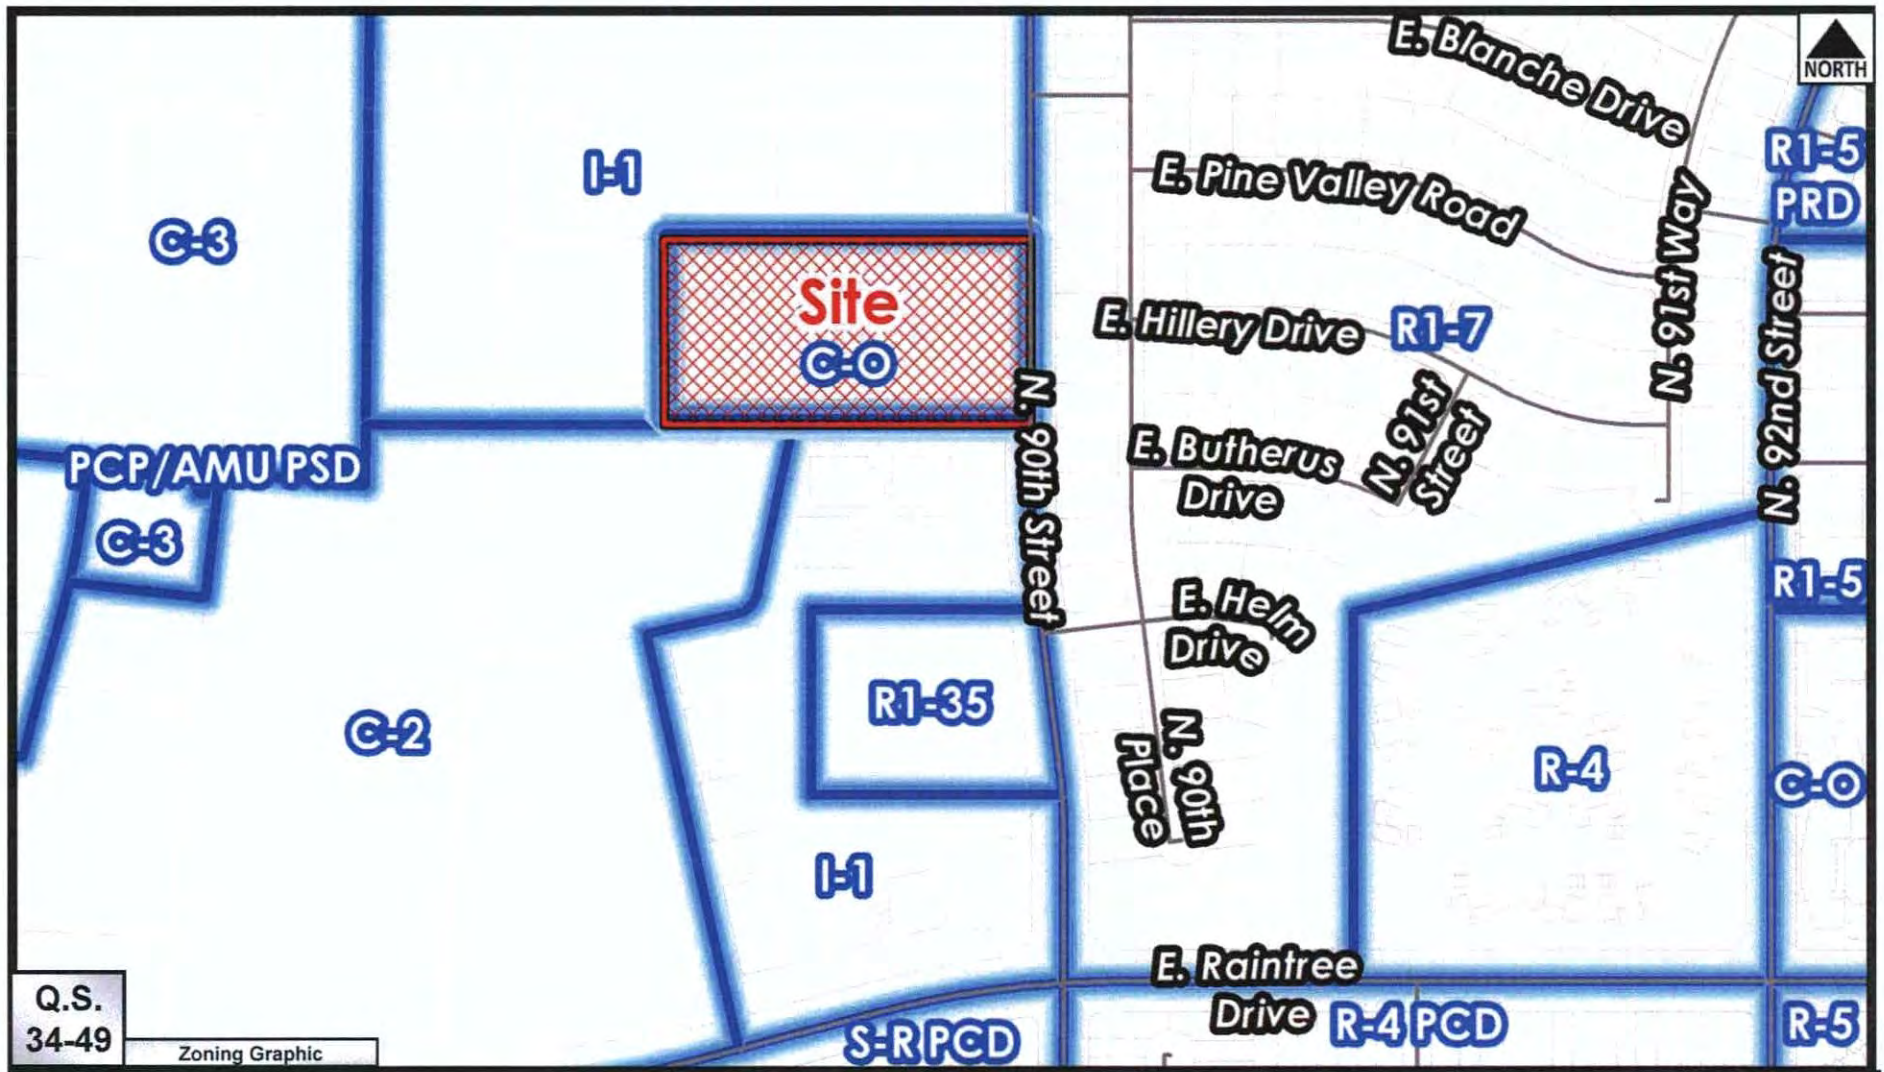 NORTH
E. Blanche Drive
R1-5
PRD
I-1
E. Pine Valley Road
C-3
N. 91st Way
Site
C-O
E. Hillery Drive
R1-7
N. 92nd Street
N. 90th Street
N. 91st
Street
E. Butherus
Drive
PCP/AMU PSD
C-3
R1-5
E. Helm
Drive
R1-35
C-2
N. 90th
Place
R-4
C-O
I-1
E. Raintree
Drive
R-4 PCD
R-5
S-R PCD
Q.S.
34-49
Zoning Graphic